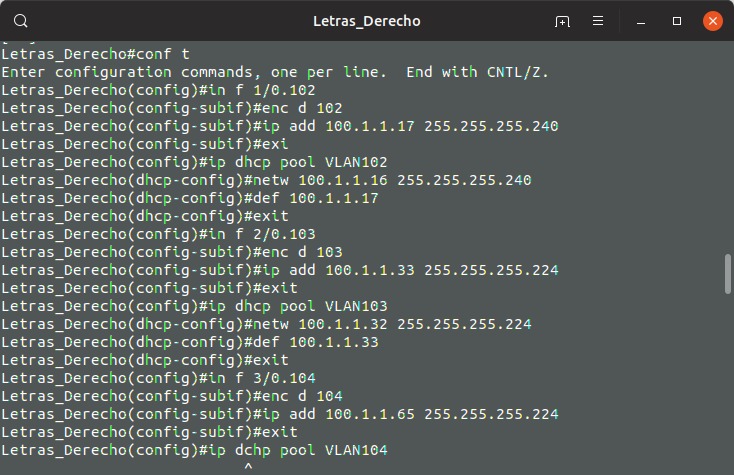 Letras_Derecho
Letras_Derecho#conf t
Enter configuration commands, one per line.  End with CNTL/Z.
Letras_Derecho(config)#in f 1/0.102
Letras_Derecho(config-subif)#enc d 102
Letras_Derecho(config-subif)#ip add 100.1.1.17 255.255.255.240
Letras_Derecho(config-subif)#exi
Letras_Derecho(config)#ip dhcp pool VLAN102
Letras_Derecho(dhcp-config)#netw 100.1.1.16 255.255.255.240
Letras_Derecho(dhcp-config)#def 100.1.1.17
Letras_Derecho(dhcp-config)#exit
Letras_Derecho(config)#in f 2/0.103
Letras_Derecho(config-subif)#enc d 103
Letras_Derecho(config-subif)#ip add 100.1.1.33 255.255.255.224
Letras_Derecho(config-subif)#exit
Letras_Derecho(config)#ip dhcp pool VLAN103
Letras_Derecho(dhcp-config)#netw 100.1.1.32 255.255.255.224
Letras_Derecho(dhcp-config)#def 100.1.1.33
Letras_Derecho(dhcp-config)#exit
Letras_Derecho(config)#in f 3/0.104
Letras_Derecho(config-subif)#enc d 104
Letras_Derecho(config-subif)#ip add 100.1.1.65 255.255.255.224
Letras_Derecho(config-subif)#exit
Letras_Derecho(config)#ip dchp pool VLAN104
^